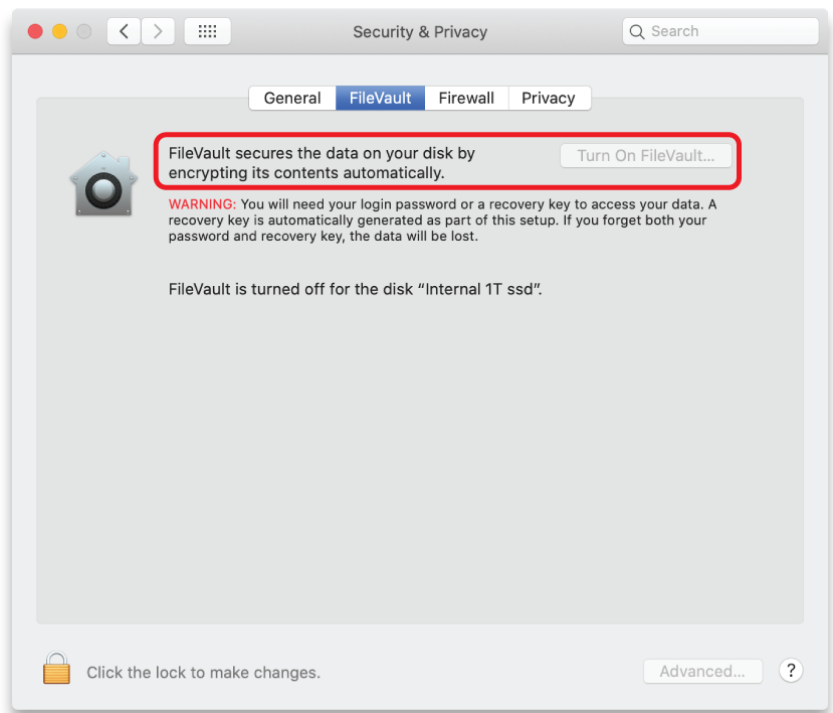 Security & Privacy
Search
General
FileVault
Firewall
Privacy
FileVault secures the data on your disk by
encrypting its contents automatically.
Turn On FileVault...
WARNING: You will need your login password or a recovery key to access your data. A
recovery key is automatically generated as part of this setup. If you forget both your
password and recovery key, the data will be lost.
FileVault is turned off for the disk “Internal 1T ssd”.
Click the lock to make changes.
Advanced...
?